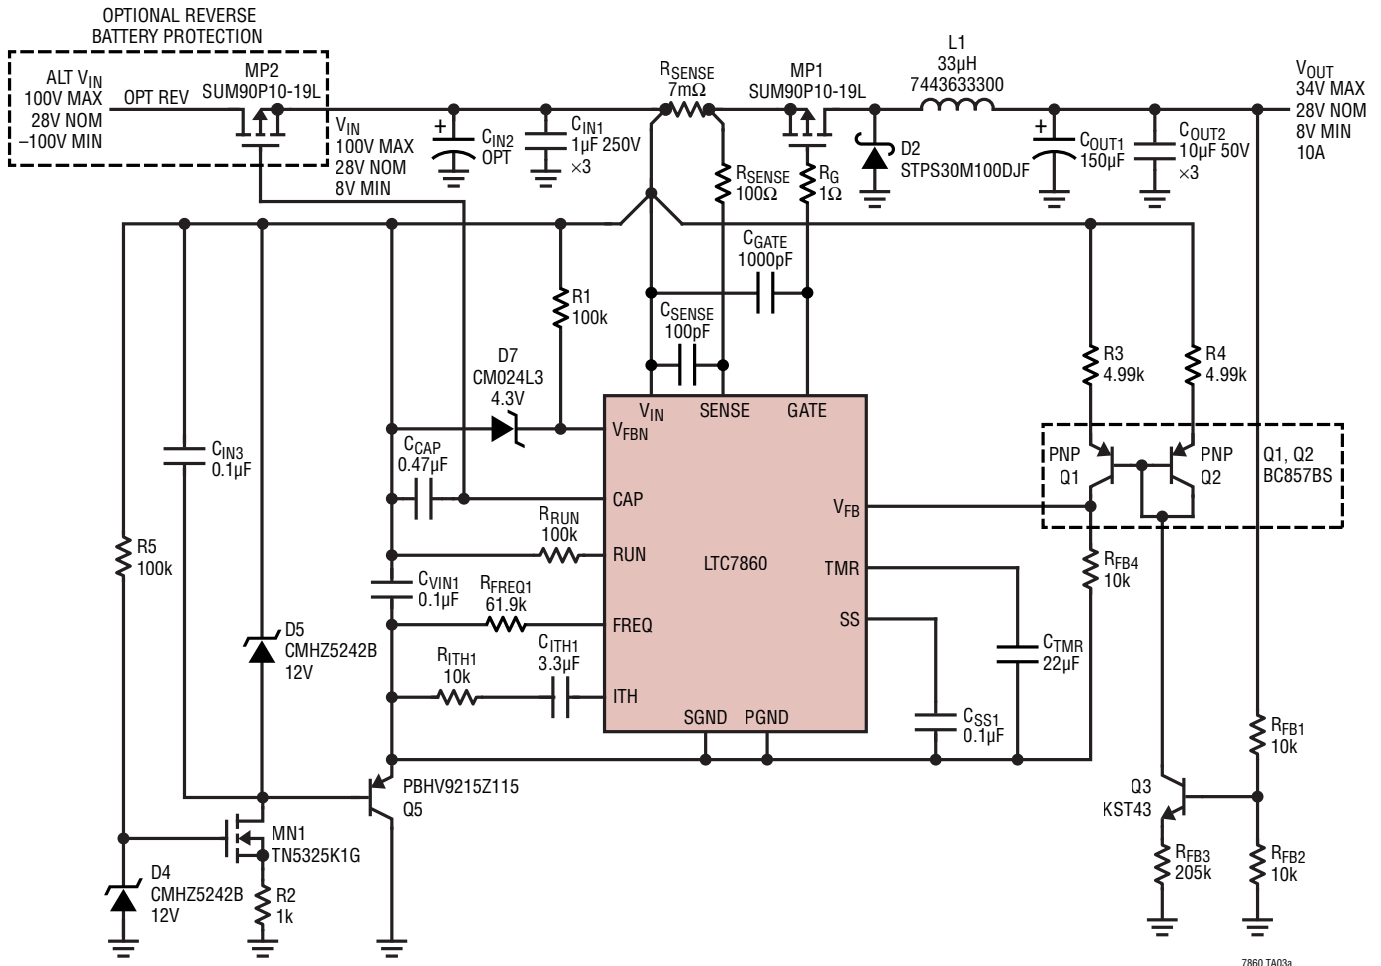 OPTIONAL REVERSE
BATTERY PROTECTION
ALT VIN
100V MAX
28V NOM
–100V MIN
OPT REV
MP2
SUM90P10-19L
VIN
100V MAX
28V NOM
8V MIN
+
CIN2
OPT
CIN1
1µF 250V
×3
RSENSE
7mΩ
MP1
SUM90P10-19L
L1
33µH
7443633300
VOUT
34V MAX
28V NOM
8V MIN
10A
RSENSE
100Ω
RG
1Ω
D2
STPS30M100DJF
+
COUT1
150µF
COUT2
10µF 50V
×3
CGATE
1000pF
R1
100k
CSENSE
100pF
R3
4.99k
R4
4.99k
D7
CM024L3
4.3V
VIN
SENSE
GATE
VFBN
CIN3
0.1µF
CCAP
0.47µF
CAP
PNP
Q1
PNP
Q2
Q1, Q2
BC857BS
VFB
RRUN
100k
RUN
R5
100k
LTC7860
TMR
RFB4
10k
CVIN1
0.1µF
RFREQ1
61.9k
FREQ
SS
D5
CMHZ5242B
12V
RITH1
10k
CITH1
3.3µF
ITH
CTMR
22µF
SGND
PGND
CSS1
0.1µF
RFB1
10k
PBHV9215Z115
Q5
Q3
KST43
MN1
TN5325K1G
D4
CMHZ5242B
12V
R2
1k
RFB3
205k
RFB2
10k
7860 TA03a